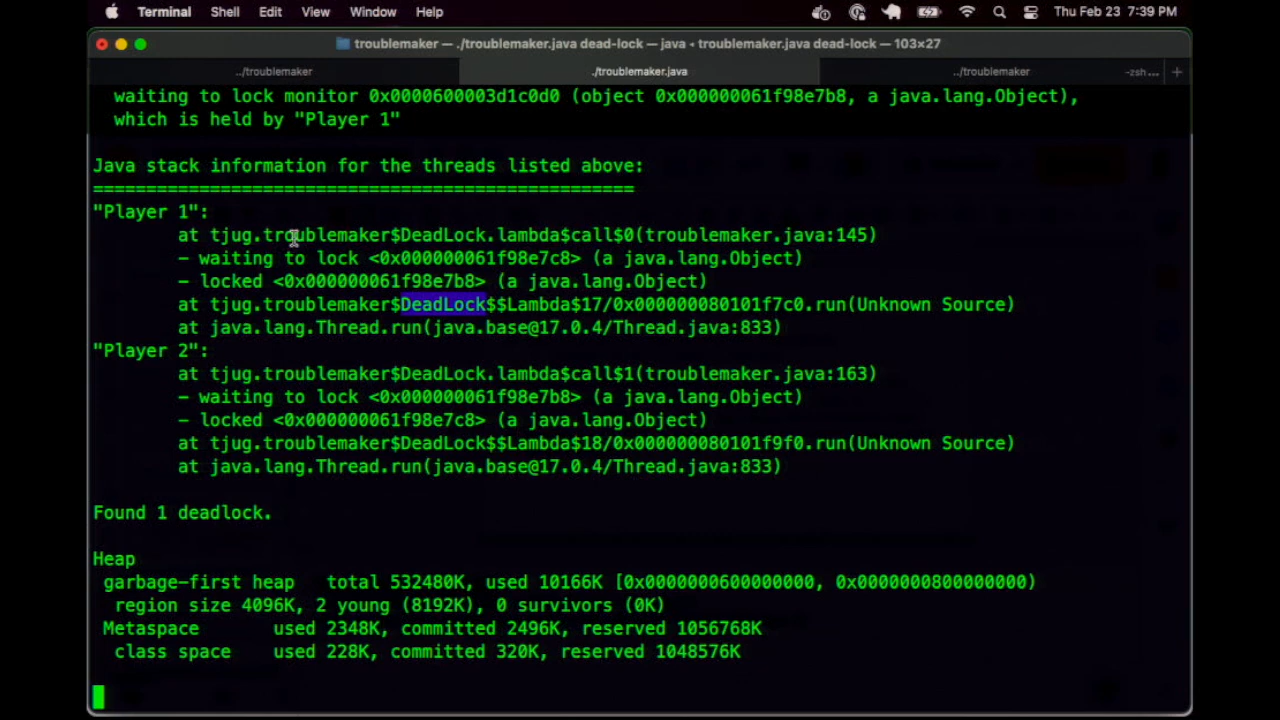 Terminal Shell Edit View Window Help Thu Feb 23 7:39 PM
troublemaker — ./troublemaker.java dead-lock — java ◂ troublemaker.java dead-lock — 103×27
../troublemaker ./troublemaker.java ../troublemaker -zsh...
waiting to lock monitor 0x0000600003d1c0d0 (object 0x000000061f98e7b8, a java.lang.Object),
which is held by "Player 1"
Java stack information for the threads listed above:
===================================================
"Player 1":
at tjug.troublemaker$DeadLock.lambda$call$0(troublemaker.java:145)
- waiting to lock <0x000000061f98e7c8> (a java.lang.Object)
- locked <0x000000061f98e7b8> (a java.lang.Object)
at tjug.troublemaker$DeadLock$$Lambda$17/0x000000080101f7c0.run(Unknown Source)
at java.lang.Thread.run(java.base@17.0.4/Thread.java:833)
"Player 2":
at tjug.troublemaker$DeadLock.lambda$call$1(troublemaker.java:163)
- waiting to lock <0x000000061f98e7b8> (a java.lang.Object)
- locked <0x000000061f98e7c8> (a java.lang.Object)
at tjug.troublemaker$DeadLock$$Lambda$18/0x000000080101f9f0.run(Unknown Source)
at java.lang.Thread.run(java.base@17.0.4/Thread.java:833)
Found 1 deadlock.
Heap
garbage-first heap total 532480K, used 10166K [0x0000000600000000, 0x0000000800000000)
region size 4096K, 2 young (8192K), 0 survivors (0K)
Metaspace used 2348K, committed 2496K, reserved 1056768K
class space used 228K, committed 320K, reserved 1048576K